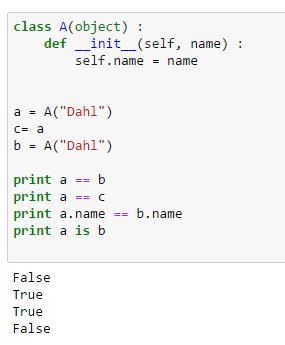 class A(object) :
    def __init__(self, name) :
        self.name = name
a = A("Dahl")
c= a
b = A("Dahl")
print a == b
print a == c
print a.name == b.name
print a is b
False
True
True
False